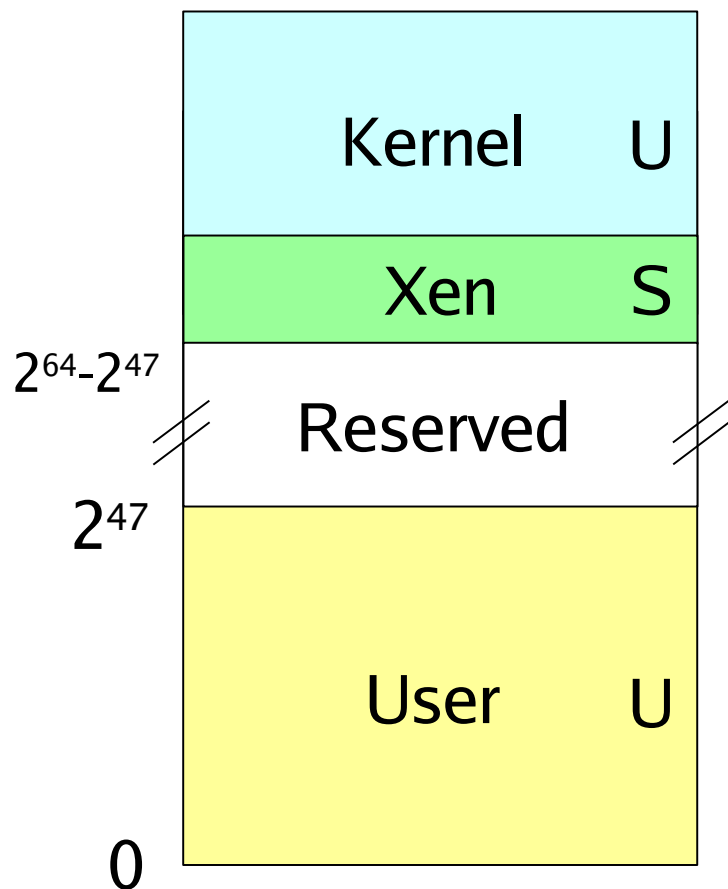 Kernel U
Xen S
2⁶⁴-2⁴⁷
Reserved
2⁴⁷
User U
0